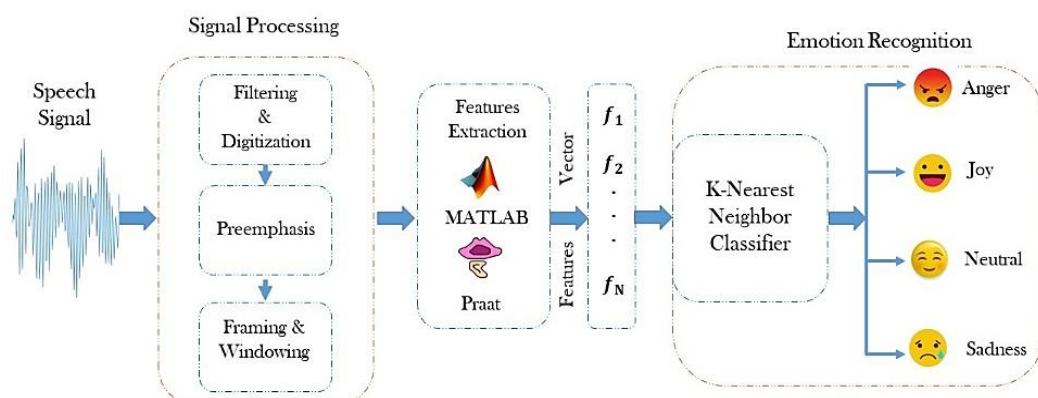 Speech
Signal
Signal Processing
Filtering
&
Digitization
Preemphasis
Framing &
Windowing
Features
Extraction
MATLAB
Praat
Features Vector
f₁
f₂
.
.
.
f_N
Emotion Recognition
K-Nearest
Neighbor
Classifier
Anger
Joy
Neutral
Sadness